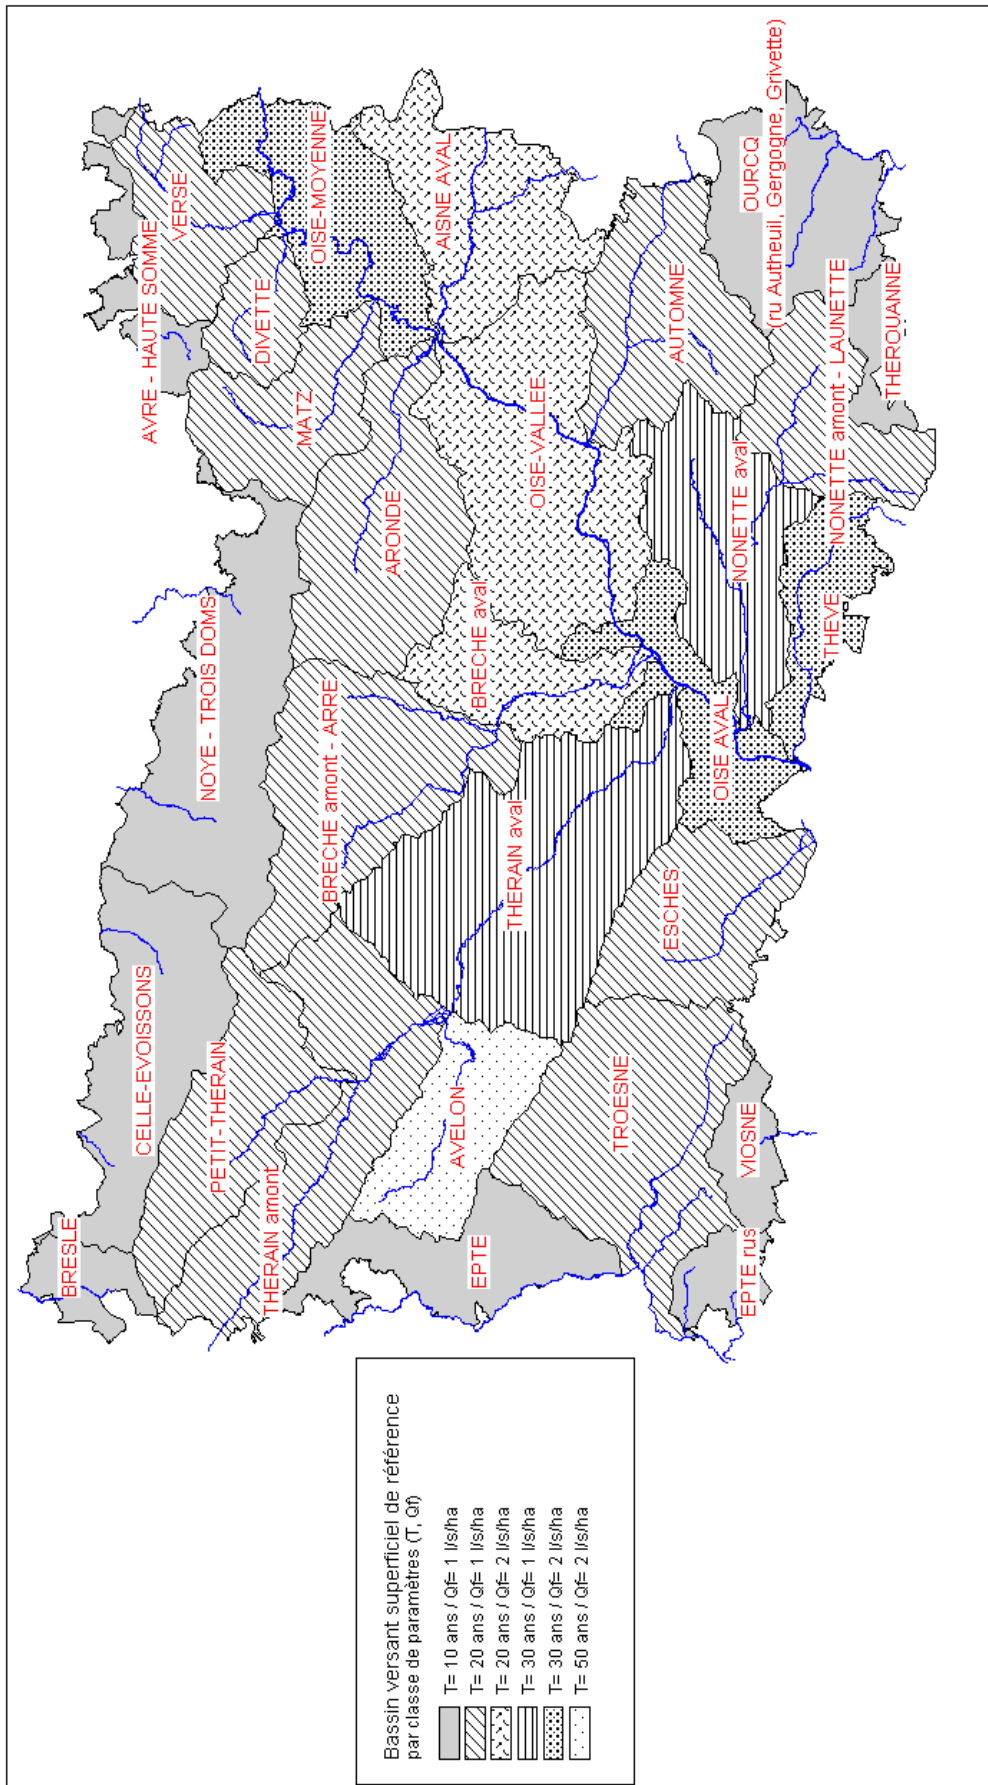 BRESLE
CELLE-EVOISSONS
NOYE - TROIS DOMS
AVRE - HAUTE SOMME
VERSE
PETIT-THERAIN
THERAIN amont
BRECHE amont - ARRE
MATZ
DIVETTE
OISE-MOYENNE
ARONDE
AVELON
THERAIN aval
BRECHE aval
OISE-VALLEE
AISNE AVAL
EPTE
TROESNE
ESCHES
OISE AVAL
NONETTE aval
AUTOMNE
EPTE rus
VIOSNE
THEVE
NONETTE amont - LAUNETTE
THEROUANNE
OURCQ
(ru Autheuil, Gergogne, Grivette)
Bassin versant superficiel de référence
par classe de paramètres (T, Qf)
T= 10 ans / Qf= 1 l/s/ha
T= 20 ans / Qf= 1 l/s/ha
T= 20 ans / Qf= 2 l/s/ha
T= 30 ans / Qf= 1 l/s/ha
T= 30 ans / Qf= 2 l/s/ha
T= 50 ans / Qf= 2 l/s/ha